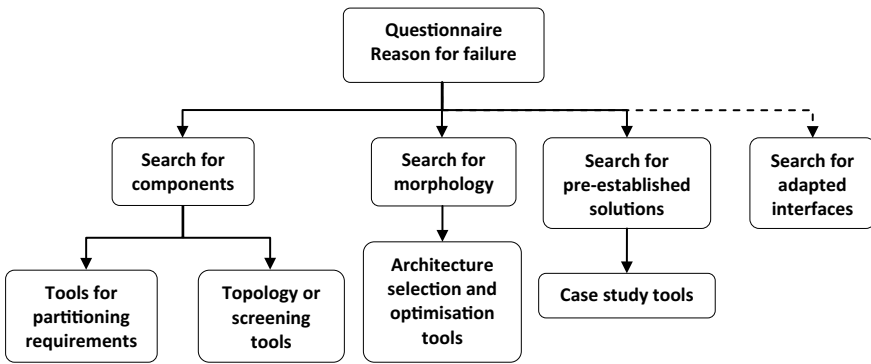 Questionnaire
Reason for failure
Search for
components
Search for
morphology
Search for
pre-established
solutions
Search for
adapted
interfaces
Tools for
partitioning
requirements
Topology or
screening
tools
Architecture
selection and
optimisation
tools
Case study tools